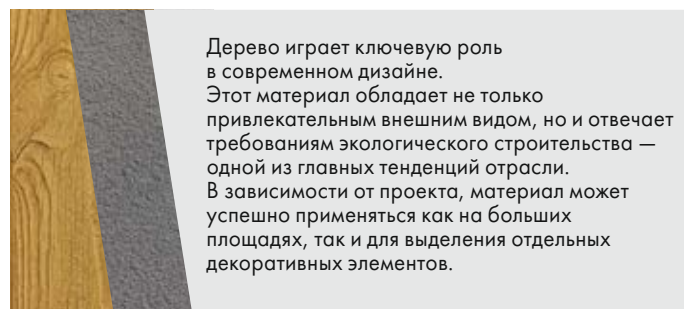 Дерево играет ключевую роль
в современном дизайне.
Этот материал обладает не только
привлекательным внешним видом, но и отвечает
требованиям экологического строительства —
одной из главных тенденций отрасли.
В зависимости от проекта, материал может
успешно применяться как на больших
площадях, так и для выделения отдельных
декоративных элементов.